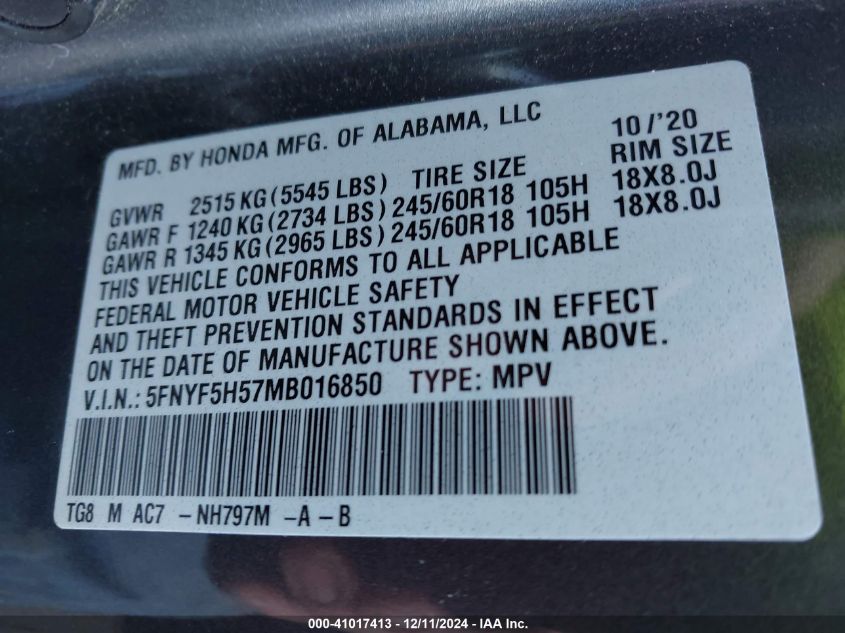 MFD. BY HONDA MFG. OF ALABAMA, LLC 10/'20
GVWR 2515 KG (5545 LBS) TIRE SIZE RIM SIZE
GAWR F 1240 KG (2734 LBS) 245/60R18 105H 18X8.0J
GAWR R 1345 KG (2965 LBS) 245/60R18 105H 18X8.0J
THIS VEHICLE CONFORMS TO ALL APPLICABLE
FEDERAL MOTOR VEHICLE SAFETY
AND THEFT PREVENTION STANDARDS IN EFFECT
ON THE DATE OF MANUFACTURE SHOWN ABOVE.
V.I.N.: 5FNYF5H57MB016850 TYPE: MPV
TG8 M AC7 -NH797M -A -B
000-41017413 - 12/11/2024 - IAA Inc.